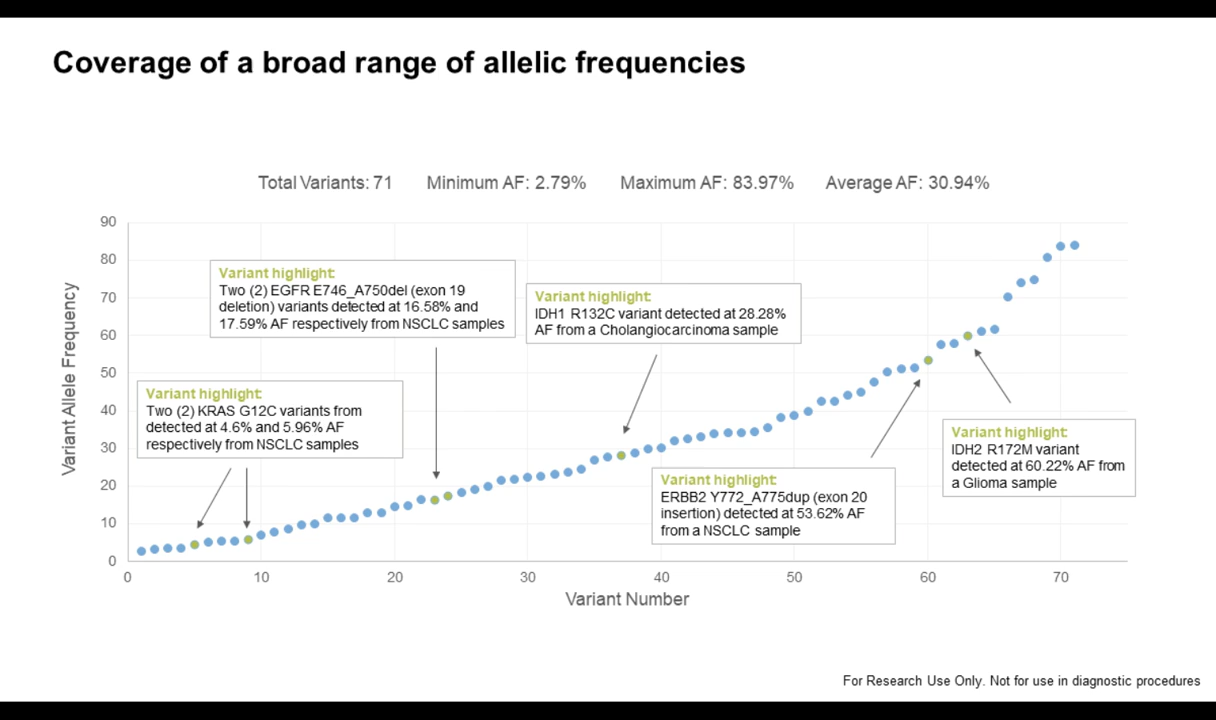 Coverage of a broad range of allelic frequencies
Total Variants: 71 Minimum AF: 2.79% Maximum AF: 83.97% Average AF: 30.94%
Variant Allele Frequency
90
80
70
60
50
40
30
20
10
0
Variant highlight:
Two (2) EGFR E746_A750del (exon 19
deletion) variants detected at 16.58% and
17.59% AF respectively from NSCLC samples
Variant highlight:
IDH1 R132C variant detected at 28.28%
AF from a Cholangiocarcinoma sample
Variant highlight:
Two (2) KRAS G12C variants from
detected at 4.6% and 5.96% AF
respectively from NSCLC samples
Variant highlight:
ERBB2 Y772_A775dup (exon 20
insertion) detected at 53.62% AF
from a NSCLC sample
Variant highlight:
IDH2 R172M variant
detected at 60.22% AF from
a Glioma sample
0 10 20 30 40 50 60 70
Variant Number
For Research Use Only. Not for use in diagnostic procedures